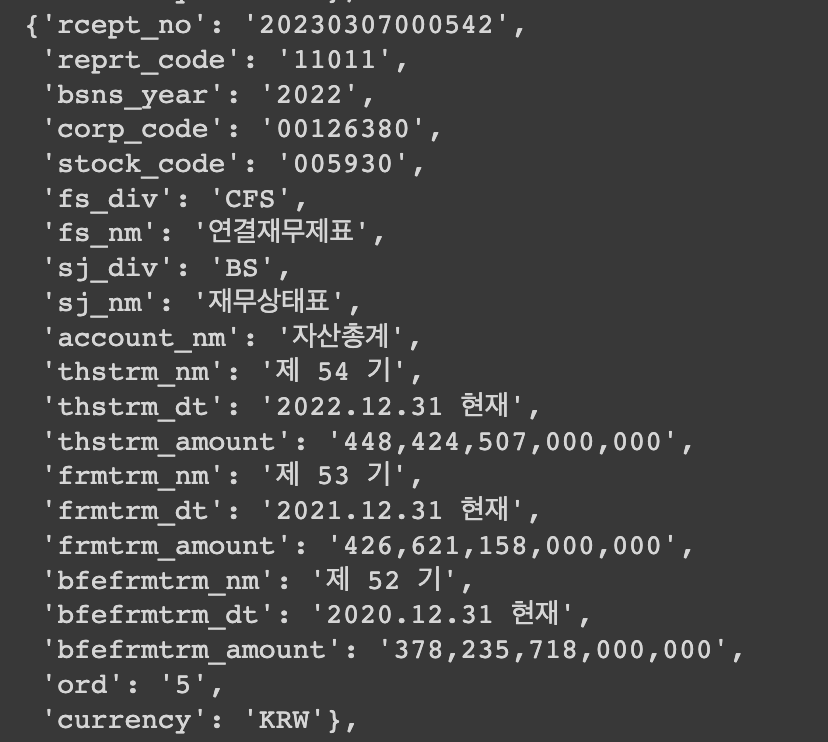 {'rcept_no': '20230307000542',
'reprt_code': '11011',
'bsns_year': '2022',
'corp_code': '00126380',
'stock_code': '005930',
'fs_div': 'CFS',
'fs_nm': '연결재무제표',
'sj_div': 'BS',
'sj_nm': '재무상태표',
'account_nm': '자산총계',
'thstrm_nm': '제 54 기',
'thstrm_dt': '2022.12.31 현재',
'thstrm_amount': '448,424,507,000,000',
'frmtrm_nm': '제 53 기',
'frmtrm_dt': '2021.12.31 현재',
'frmtrm_amount': '426,621,158,000,000',
'bfefrmtrm_nm': '제 52 기',
'bfefrmtrm_dt': '2020.12.31 현재',
'bfefrmtrm_amount': '378,235,718,000,000',
'ord': '5',
'currency': 'KRW'},